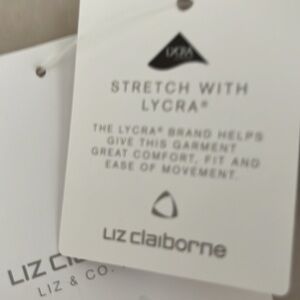 LYCRA
STRETCH WITH
LYCRA®
THE LYCRA® BRAND HELPS
GIVE THIS GARMENT
GREAT COMFORT, FIT AND
EASE OF MOVEMENT.
LIZ claiborne
LIZ
LIZ & CO.